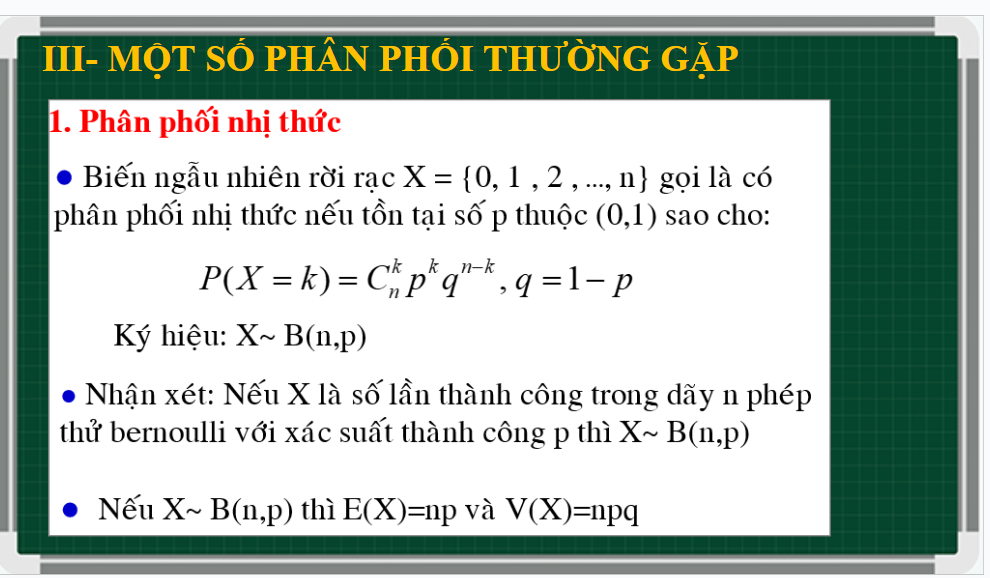 III- MỘT SỐ PHÂN PHỐI THƯỜNG GẶP
1. Phân phối nhị thức
● Biến ngẫu nhiên rời rạc X = {0, 1 , 2 , ..., n} gọi là có
phân phối nhị thức nếu tồn tại số p thuộc (0,1) sao cho:
P(X = k) = C_n^k p^k q^{n-k}, q = 1 - p
Ký hiệu: X~ B(n,p)
● Nhận xét: Nếu X là số lần thành công trong dãy n phép
thử bernoulli với xác suất thành công p thì X~ B(n,p)
● Nếu X~ B(n,p) thì E(X)=np và V(X)=npq